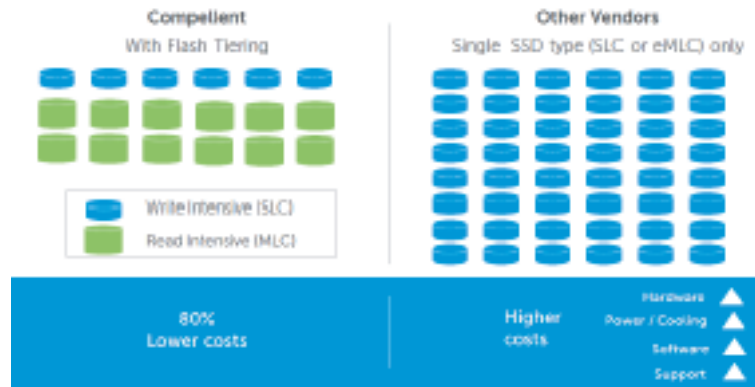 Compellent
With Flash Tiering
Other Vendors
Single SSD type (SLC or eMLC) only
Write Intensive (SLC)
Read Intensive (MLC)
80%
Lower costs
Higher
costs
Hardware
Power / Cooling
Software
Support